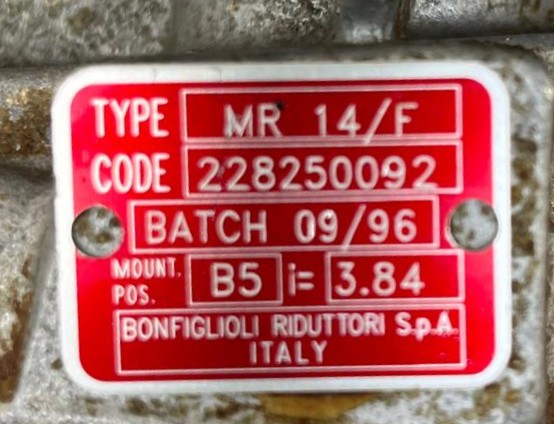 TYPE MR 14/F
CODE 228250092
BATCH 09/96
MOUNT. POS. B5 i= 3.84
BONFIGLIOLI RIDUTTORI S.p.A
ITALY